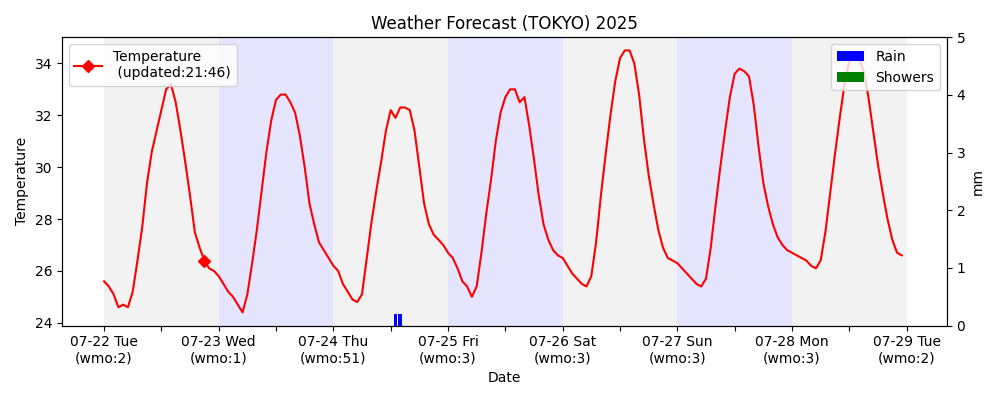 Weather Forecast (TOKYO) 2025
Temperature
(updated:21:46)
Rain
Showers
Temperature
34
32
30
28
26
24
5
4
3
2
1
0
mm
07-22 Tue
(wmo:2)
07-23 Wed
(wmo:1)
07-24 Thu
(wmo:51)
07-25 Fri
(wmo:3)
07-26 Sat
(wmo:3)
07-27 Sun
(wmo:3)
07-28 Mon
(wmo:3)
07-29 Tue
(wmo:2)
Date